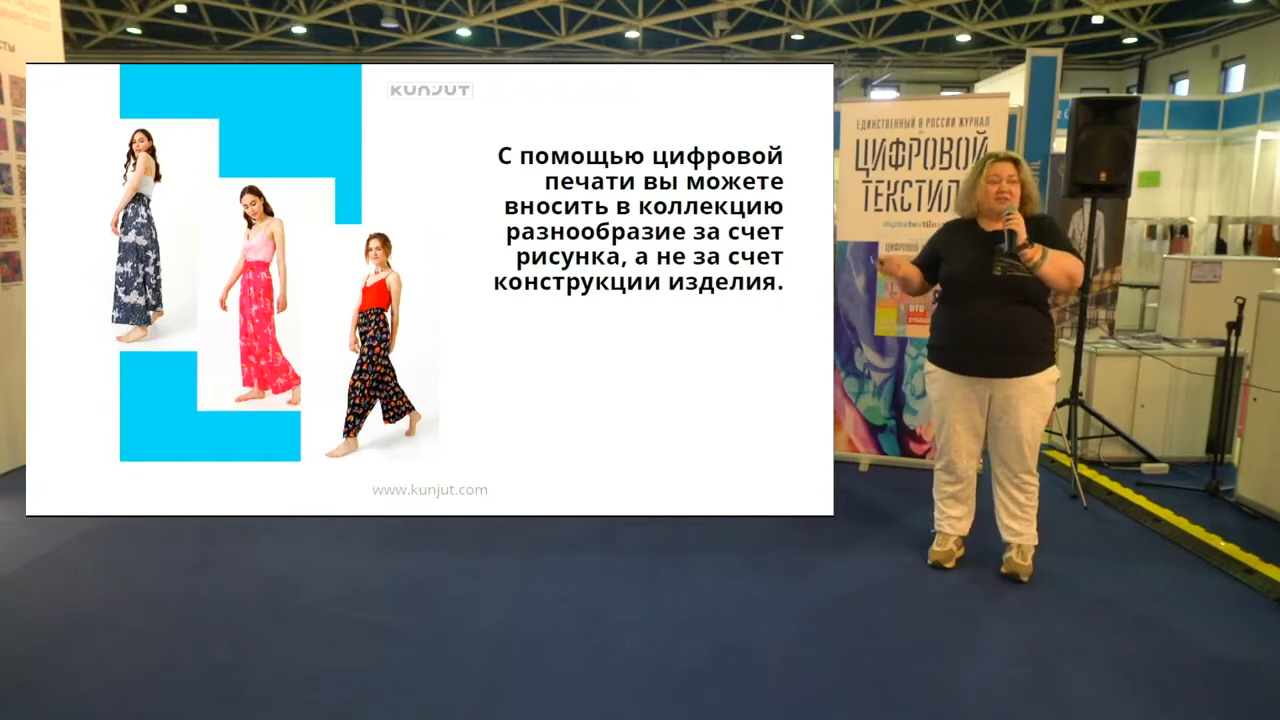 KUNJUT
С помощью цифровой
печати вы можете
вносить в коллекцию
разнообразие за счет
рисунка, а не за счет
конструкции изделия.
www.kunjut.com
ЕДИНСТВЕННЫЙ В РОССИИ ЖУРНАЛ
ЦИФРОВОЙ
ТЕКСТИЛ
DTG